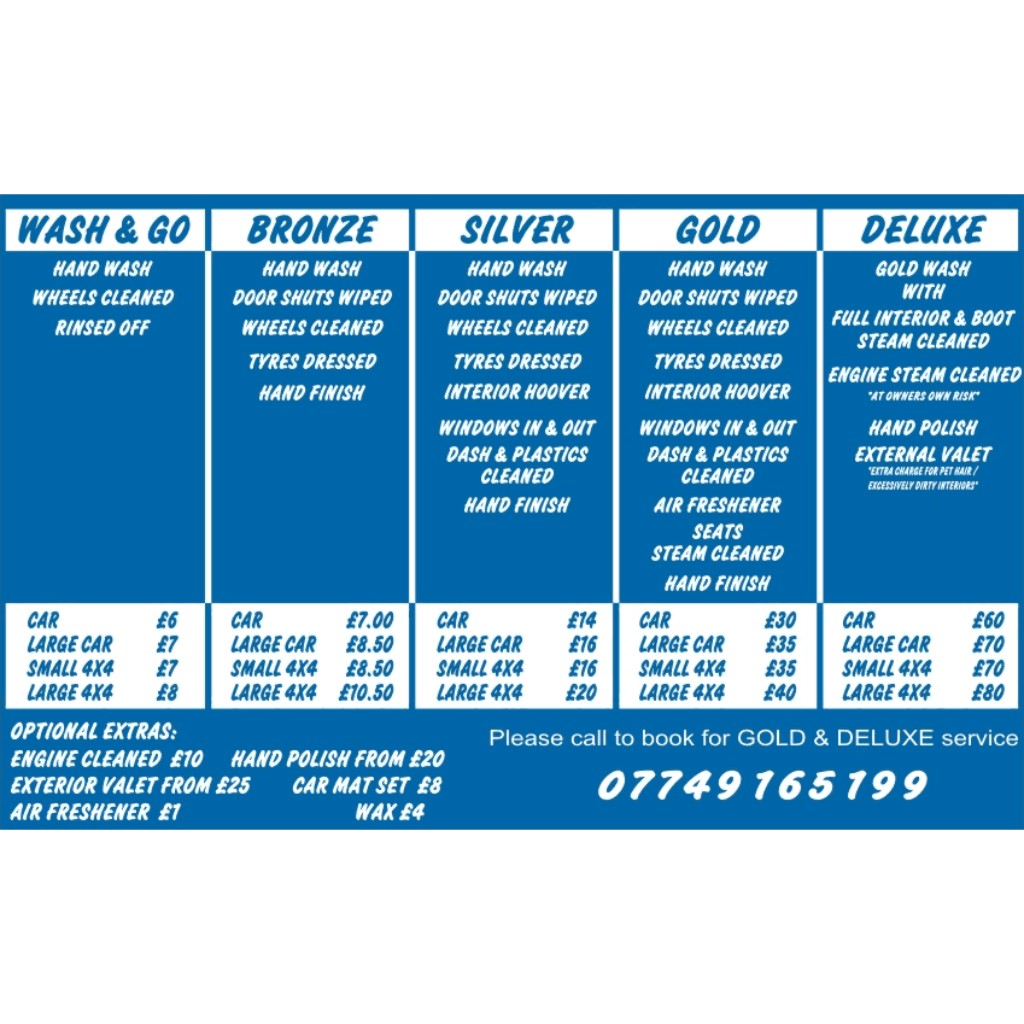 WASH & GO
HAND WASH
WHEELS CLEANED
RINSED OFF
CAR £6
LARGE CAR £7
SMALL 4X4 £7
LARGE 4X4 £8
BRONZE
HAND WASH
DOOR SHUTS WIPED
WHEELS CLEANED
TYRES DRESSED
HAND FINISH
CAR £7.00
LARGE CAR £8.50
SMALL 4X4 £8.50
LARGE 4X4 £10.50
SILVER
HAND WASH
DOOR SHUTS WIPED
WHEELS CLEANED
TYRES DRESSED
INTERIOR HOOVER
WINDOWS IN & OUT
DASH & PLASTICS
CLEANED
HAND FINISH
CAR £14
LARGE CAR £16
SMALL 4X4 £16
LARGE 4X4 £20
GOLD
HAND WASH
DOOR SHUTS WIPED
WHEELS CLEANED
TYRES DRESSED
INTERIOR HOOVER
WINDOWS IN & OUT
DASH & PLASTICS
CLEANED
AIR FRESHENER
SEATS
STEAM CLEANED
HAND FINISH
CAR £30
LARGE CAR £35
SMALL 4X4 £35
LARGE 4X4 £40
DELUXE
GOLD WASH
WITH
FULL INTERIOR & BOOT
STEAM CLEANED
ENGINE STEAM CLEANED
*AT OWNERS OWN RISK*
HAND POLISH
EXTERNAL VALET
*EXTRA CHARGE FOR PET HAIR /
EXCESSIVELY DIRTY INTERIORS*
CAR £60
LARGE CAR £70
SMALL 4X4 £70
LARGE 4X4 £80
OPTIONAL EXTRAS:
ENGINE CLEANED £10 HAND POLISH FROM £20
EXTERIOR VALET FROM £25 CAR MAT SET £8
AIR FRESHENER £1 WAX £4
Please call to book for GOLD & DELUXE service
07749 165 199